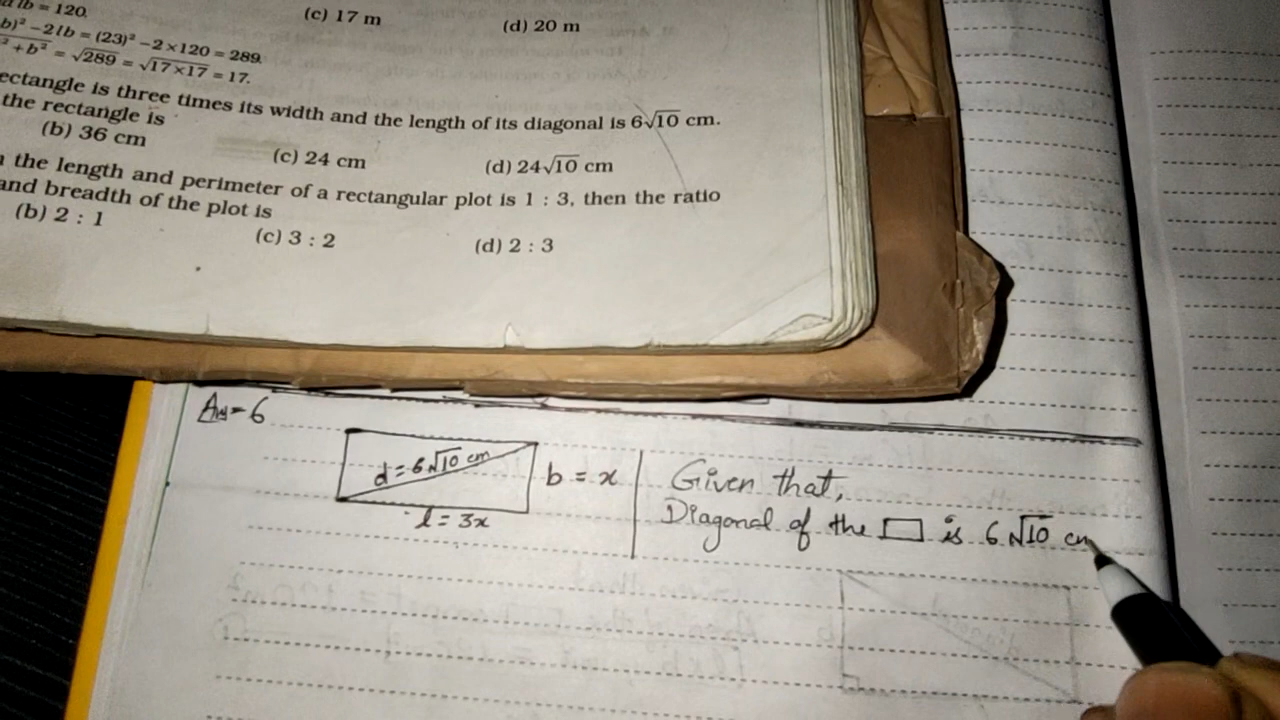 lb = 120.
(c) 17 m
(d) 20 m
b)² − 2lb = (23)² − 2×120 = 289.
² + b² = √289 = √17×17 = 17.
ectangle is three times its width and the length of its diagonal is 6√10 cm.
the rectangle is
(b) 36 cm
(c) 24 cm
(d) 24√10 cm
the length and perimeter of a rectangular plot is 1 : 3, then the ratio
and breadth of the plot is
(b) 2 : 1
(c) 3 : 2
(d) 2 : 3
Ans-6
d = 6√10 cm
b = x
l = 3x
Given that,
Diagonal of the ▭ is 6√10 cm